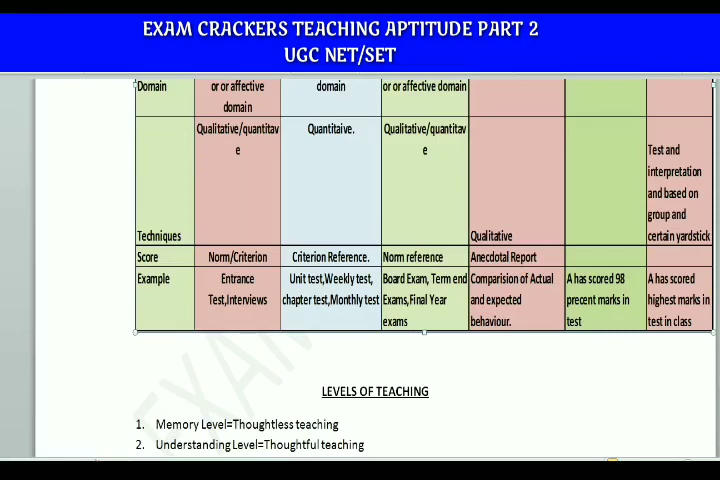 EXAM CRACKERS TEACHING APTITUDE PART 2
UGC NET/SET
Domain
or or affective
domain
domain
or or affective domain
Techniques
Qualitative/quantitav
e
Quantitaive.
Qualitative/quantitav
e
Qualitative
Test and
interpretation
and based on
group and
certain yardstick
Score
Norm/Criterion
Criterion Reference.
Norm reference
Anecdotal Report
Example
Entrance
Test,Interviews
Unit test,Weekly test,
chapter test,Monthly test
Board Exam, Term end
Exams,Final Year
exams
Comparision of Actual
and expected
behaviour.
A has scored 98
precent marks in
test
A has scored
highest marks in
test in class
LEVELS OF TEACHING
1. Memory Level=Thoughtless teaching
2. Understanding Level=Thoughtful teaching
EXAM